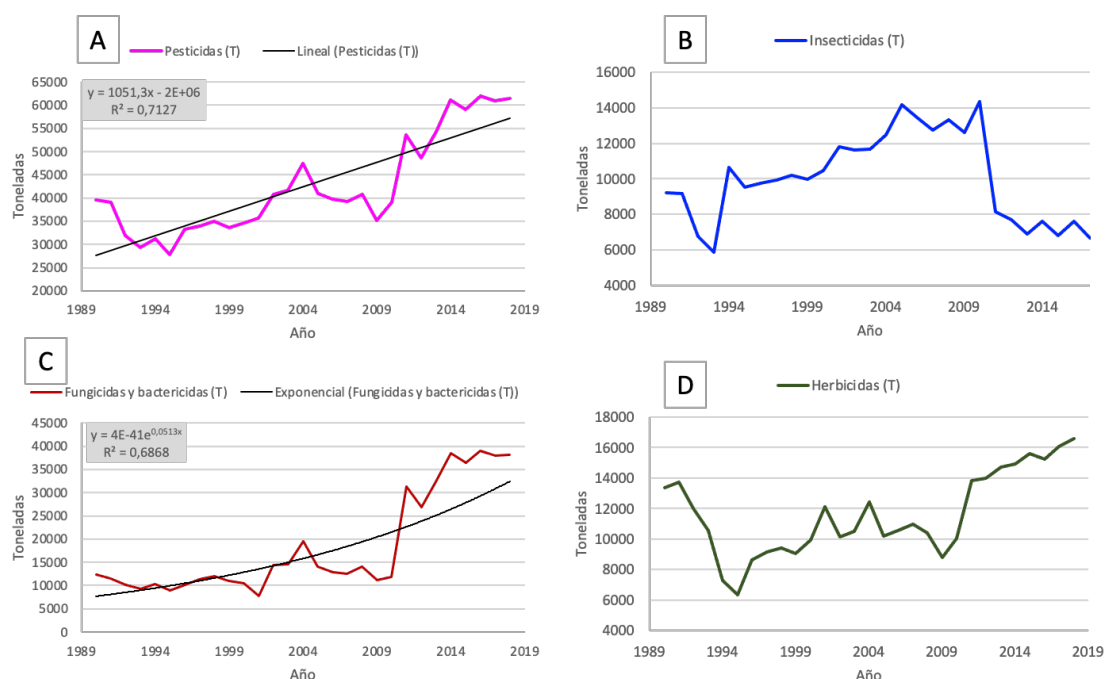 A
Pesticidas (T)
Lineal (Pesticidas (T))
y = 1051,3x - 2E+06
R² = 0,7127
65000
60000
55000
50000
45000
40000
35000
30000
25000
20000
Toneladas
1989
1994
1999
2004
2009
2014
2019
Año
B
Insecticidas (T)
16000
14000
12000
10000
8000
6000
4000
Toneladas
1989
1994
1999
2004
2009
2014
Año
C
Fungicidas y bactericidas (T)
Exponencial (Fungicidas y bactericidas (T))
y = 4E-41e^0,0513x
R² = 0,6868
45000
40000
35000
30000
25000
20000
15000
10000
5000
0
Toneladas
1989
1994
1999
2004
2009
2014
2019
Año
D
Herbicidas (T)
18000
16000
14000
12000
10000
8000
6000
4000
Toneladas
1989
1994
1999
2004
2009
2014
2019
Año